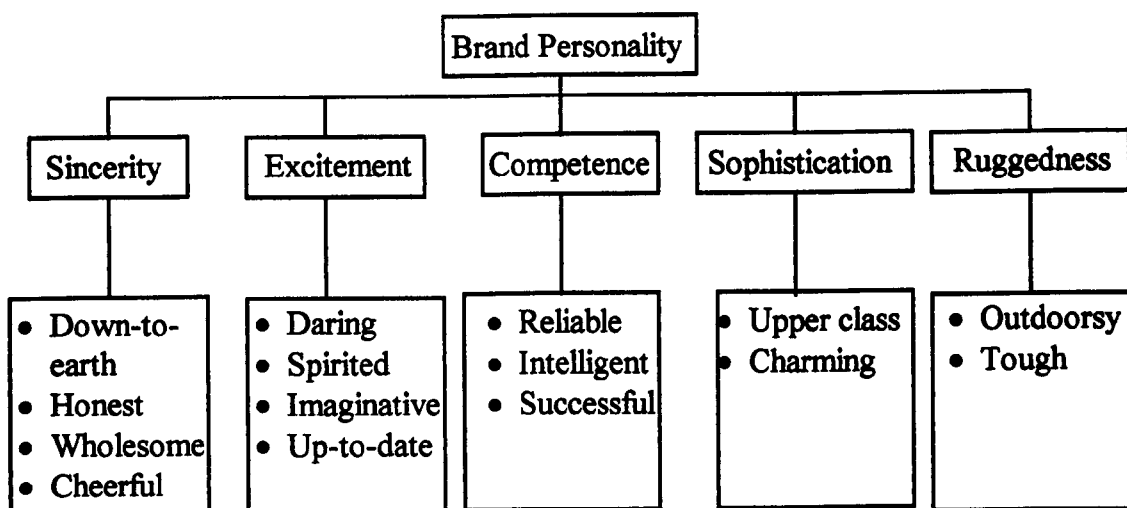 Brand Personality
Sincerity
Excitement
Competence
Sophistication
Ruggedness
• Down-to-
earth
• Honest
• Wholesome
• Cheerful
• Daring
• Spirited
• Imaginative
• Up-to-date
• Reliable
• Intelligent
• Successful
• Upper class
• Charming
• Outdoorsy
• Tough